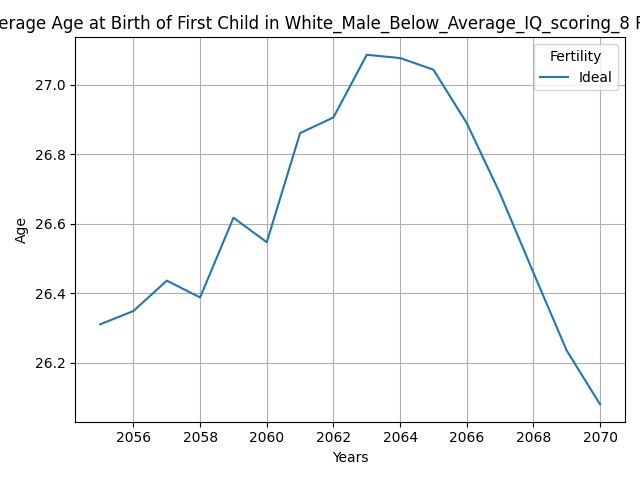 Age at Birth of First Child in White_Male_Below_Average_IQ_scoring_8
Fertility
Ideal
27.0
26.8
26.6
26.4
26.2
Age
2056 2058 2060 2062 2064 2066 2068 2070
Years